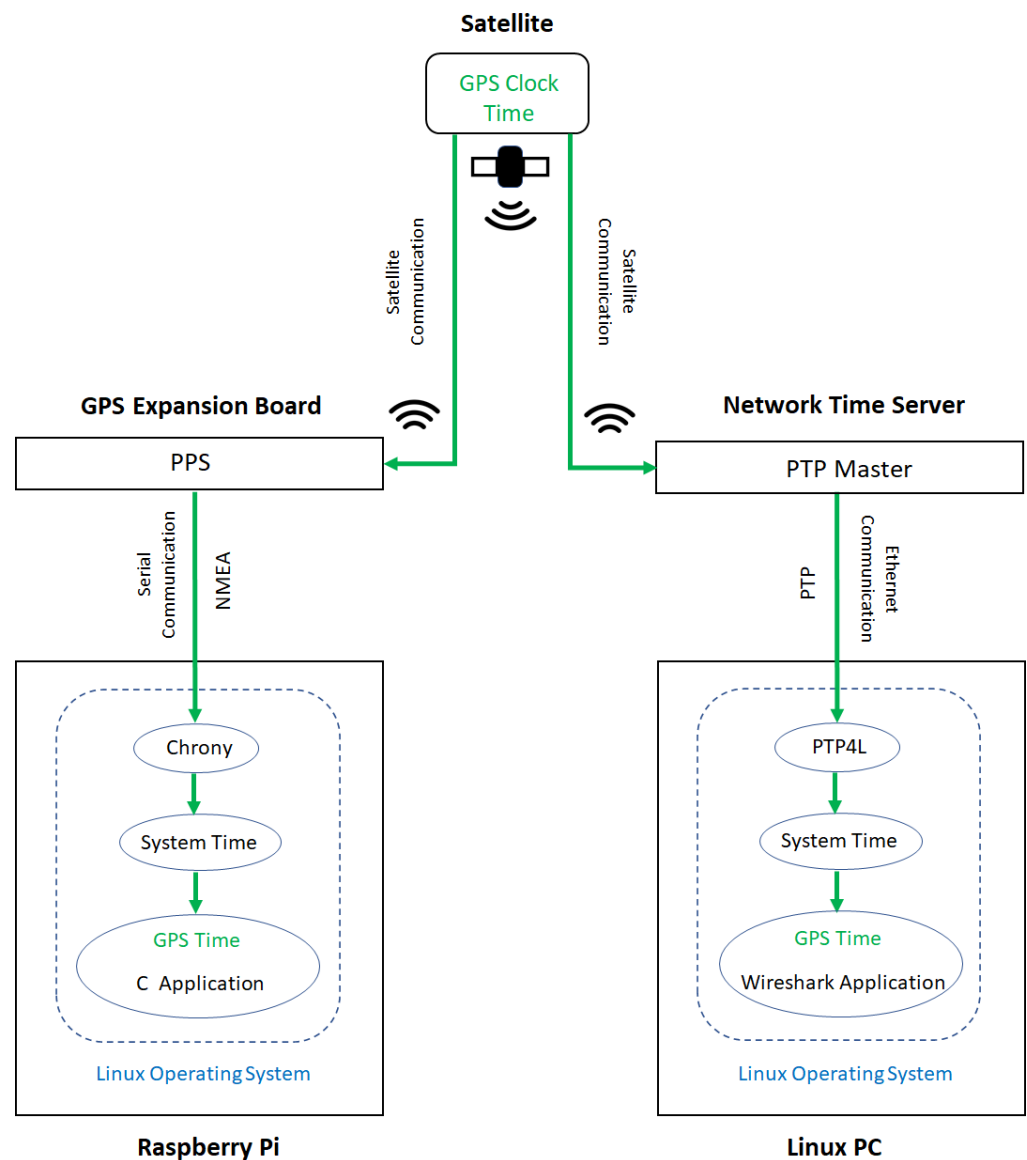 Satellite
GPS Clock
Time
Satellite
Communication
Satellite
Communication
GPS Expansion Board
PPS
Network Time Server
PTP Master
Serial
Communication
NMEA
PTP
Ethernet
Communication
Chrony
System Time
GPS Time
C Application
Linux Operating System
Raspberry Pi
PTP4L
System Time
GPS Time
Wireshark Application
Linux Operating System
Linux PC